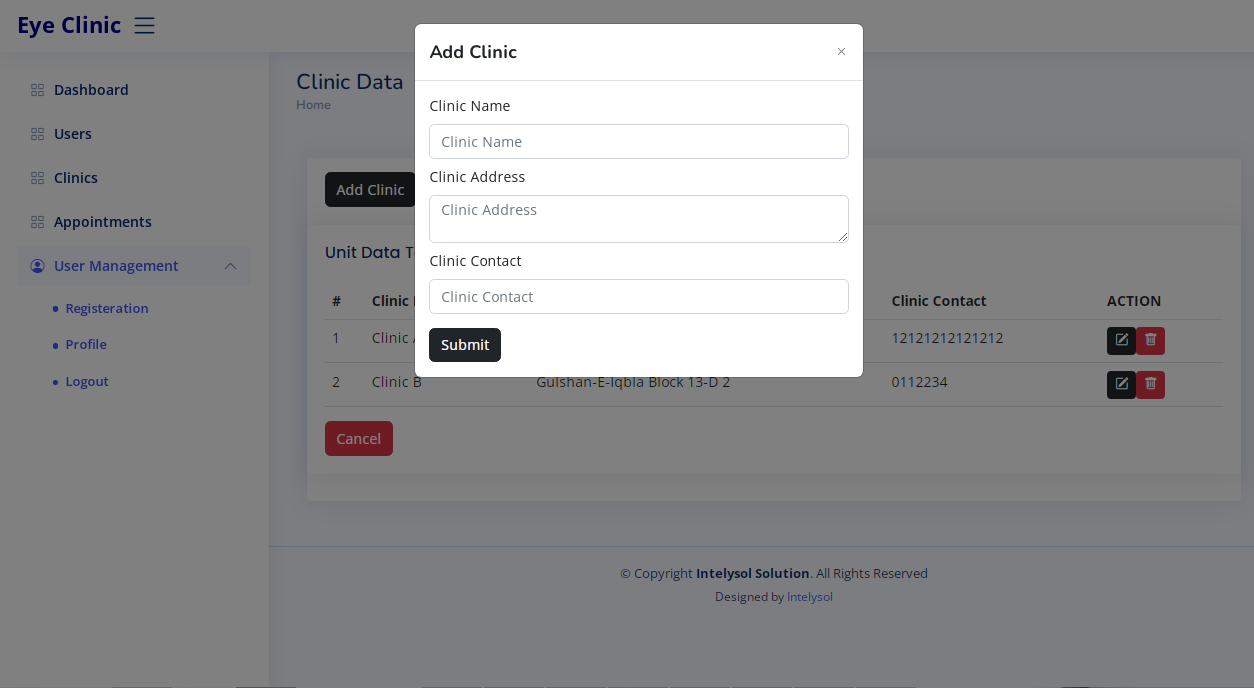 Eye Clinic
Add Clinic ×
Clinic Name
Clinic Name
Clinic Address
Clinic Address
Clinic Contact
Clinic Contact
Submit
Dashboard
Users
Clinics
Appointments
User Management
Registeration
Profile
Logout
Clinic Data
Home
Add Clinic
Unit Data
# Clinic Clinic Contact ACTION
1 Clinic 12121212121212
2 Clinic B Gulshan-E-Iqbla Block 13-D 2 0112234
Cancel
© Copyright Intelysol Solution. All Rights Reserved
Designed by Intelysol